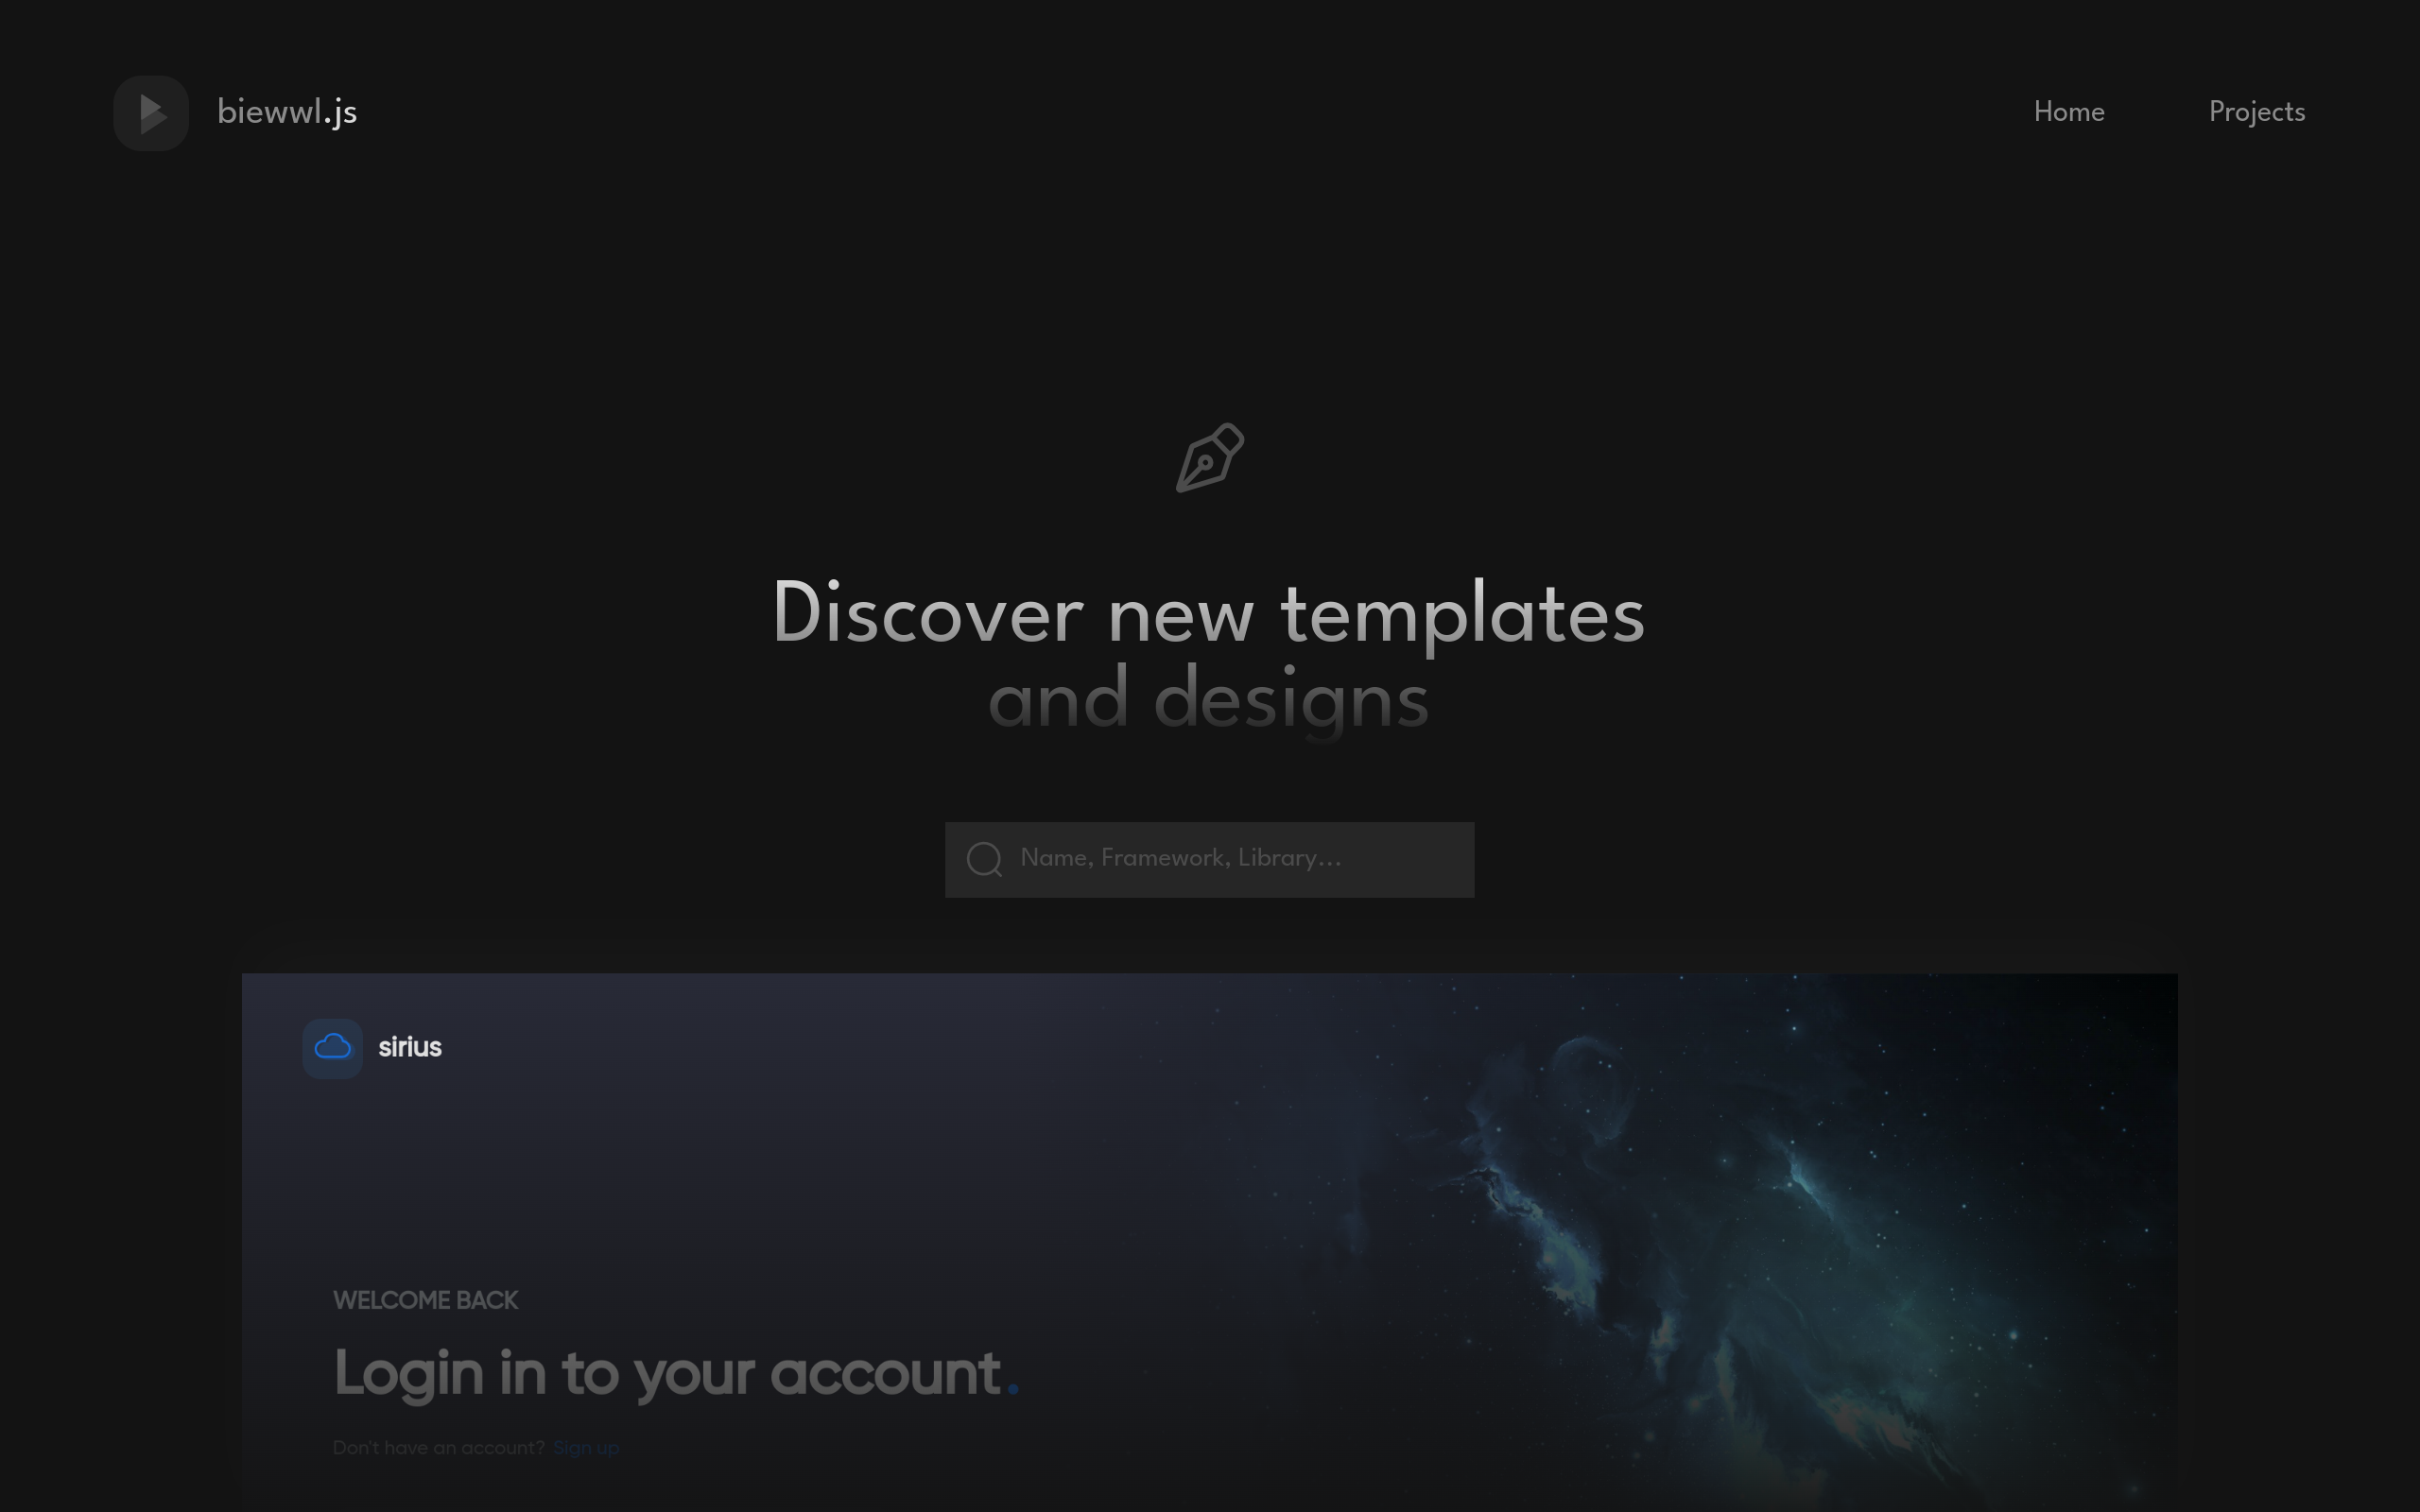 biewwl.js
Home
Projects
Discover new templates
and designs
Name, Framework, Library...
sirius
WELCOME BACK
Login in to your account.
Don't have an account? Sign up